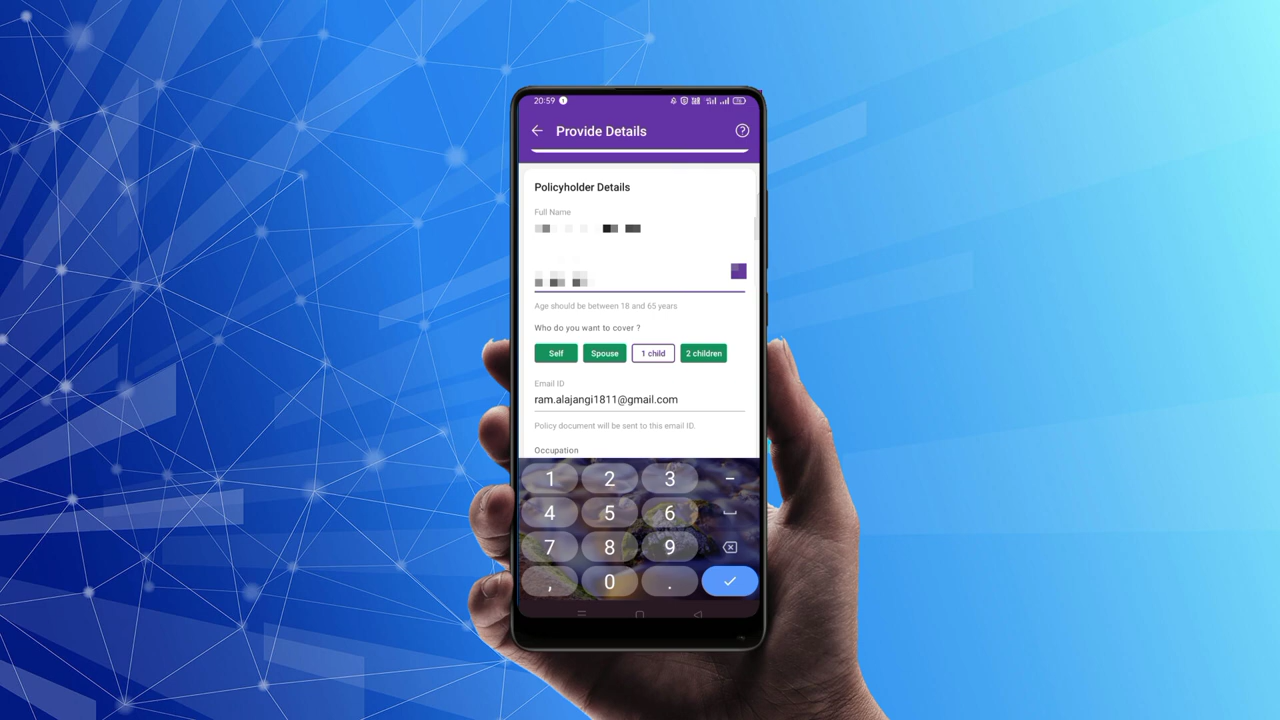 20:59
Provide Details
Policyholder Details
Full Name
Age should be between 18 and 65 years
Who do you want to cover ?
Self Spouse 1 child 2 children
Email ID
ram.alajangi1811@gmail.com
Policy document will be sent to this email ID.
Occupation
1 2 3 –
4 5 6
7 8 9
, 0 .